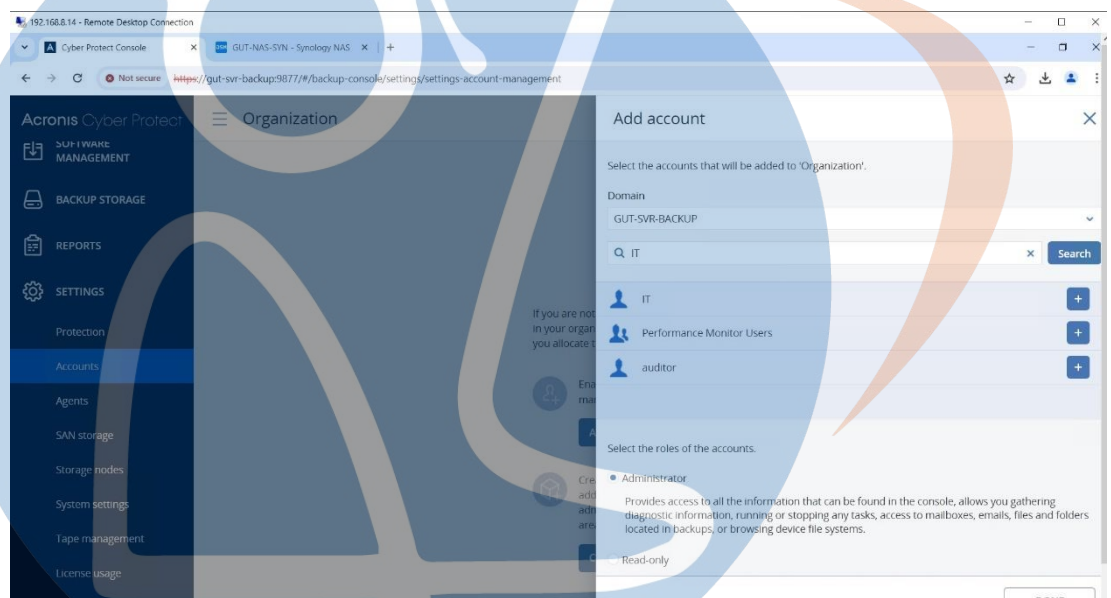 192.168.8.14 - Remote Desktop Connection
Cyber Protect Console
GUT-NAS-SYN - Synology NAS
Not secure https://gut-svr-backup:9877/#/backup-console/settings/settings-account-management
Acronis Cyber Protect
Organization
SOFTWARE
MANAGEMENT
BACKUP STORAGE
REPORTS
SETTINGS
Protection
Accounts
Agents
SAN storage
Storage nodes
System settings
Tape management
License usage
If you are not
in your organ
you allocate t
Ena
mar
A
Cre
add
adm
area
C
Add account
Select the accounts that will be added to 'Organization'.
Domain
GUT-SVR-BACKUP
IT
Search
IT
Performance Monitor Users
auditor
Select the roles of the accounts.
Administrator
Provides access to all the information that can be found in the console, allows you gathering
diagnostic information, running or stopping any tasks, access to mailboxes, emails, files and folders
located in backups, or browsing device file systems.
Read-only